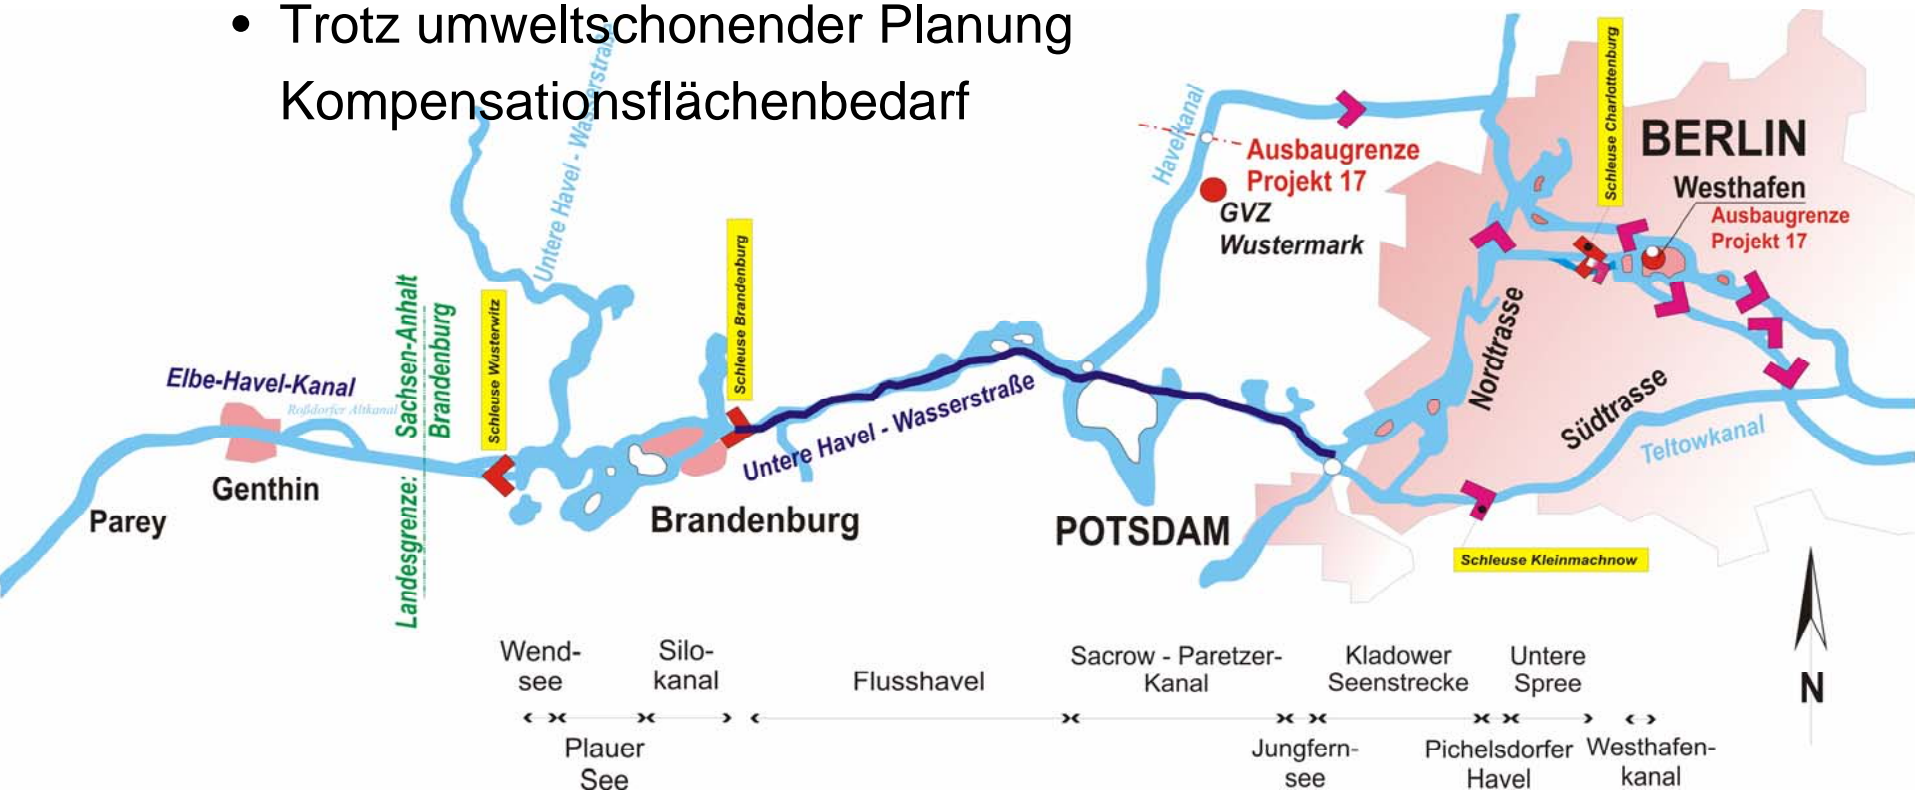 • Trotz umweltschonender Planung
Kompensationsflächenbedarf
Untere Havel - Wasserstraße
Havelkanal
Ausbaugrenze
Projekt 17
GVZ
Wustermark
Schleuse Charlottenburg
BERLIN
Westhafen
Ausbaugrenze
Projekt 17
Landesgrenze: Sachsen-Anhalt
Brandenburg
Schleuse Wusterwitz
Schleuse Brandenburg
Elbe-Havel-Kanal
Roßdorfer Altkanal
Nordtrasse
Südtrasse
Teltowkanal
Untere Havel - Wasserstraße
Genthin
Parey
Brandenburg
POTSDAM
Schleuse Kleinmachnow
Wend-
see
Silo-
kanal
Flusshavel
Sacrow - Paretzer-
Kanal
Kladower
Seenstrecke
Untere
Spree
N
Plauer
See
Jungfern-
see
Pichelsdorfer
Havel
Westhafen-
kanal